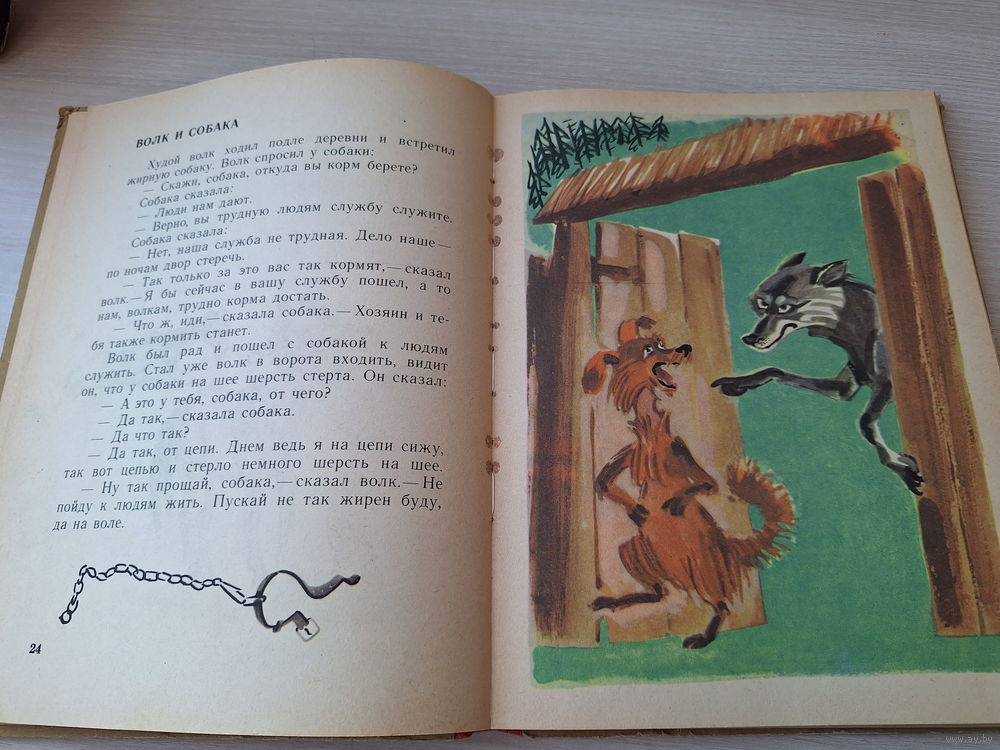 ВОЛК И СОБАКА
Худой волк ходил подле деревни и встретил
жирную собаку. Волк спросил у собаки:
— Скажи, собака, откуда вы корм берете?
Собака сказала:
— Люди нам дают.
— Верно, вы трудную людям службу служите.
Собака сказала:
— Нет, наша служба не трудная. Дело наше —
по ночам двор стеречь.
— Так только за это вас так кормят,— сказал
волк.— Я бы сейчас в вашу службу пошел, а то
нам, волкам, трудно корма достать.
— Что ж, иди,— сказала собака.— Хозяин и те-
бя также кормить станет.
Волк был рад и пошел с собакой к людям
служить. Стал уже волк в ворота входить, видит
он, что у собаки на шее шерсть стерта. Он сказал:
— А это у тебя, собака, от чего?
— Да так,— сказала собака.
— Да что так?
— Да так, от цепи. Днем ведь я на цепи сижу,
так вот цепью и стерло немного шерсть на шее.
— Ну так прощай, собака,— сказал волк.— Не
пойду к людям жить. Пускай не так жирен буду,
да на воле.
24
www.ay.by